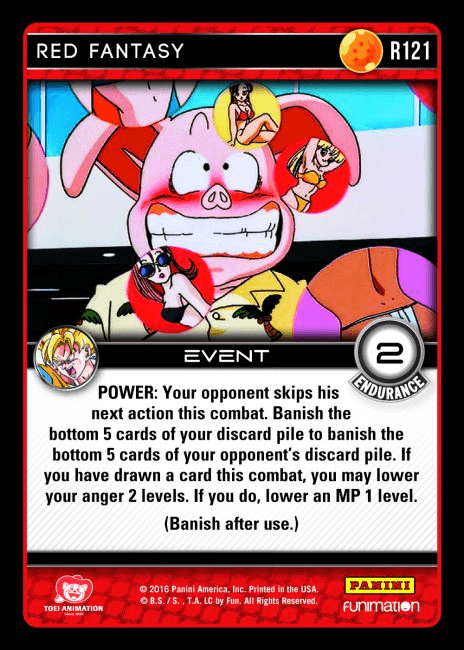 RED FANTASY
R121
EVENT
2
ENDURANCE
POWER: Your opponent skips his
next action this combat. Banish the
bottom 5 cards of your discard pile to banish the
bottom 5 cards of your opponent's discard pile. If
you have drawn a card this combat, you may lower
your anger 2 levels. If you do, lower an MP 1 level.
(Banish after use.)
TOEI ANIMATION
© 2016 Panini America, Inc. Printed in the USA.
© B.S. / S. , T.A. LC by Fun. All Rights Reserved.
PANINI
FUNIMATION